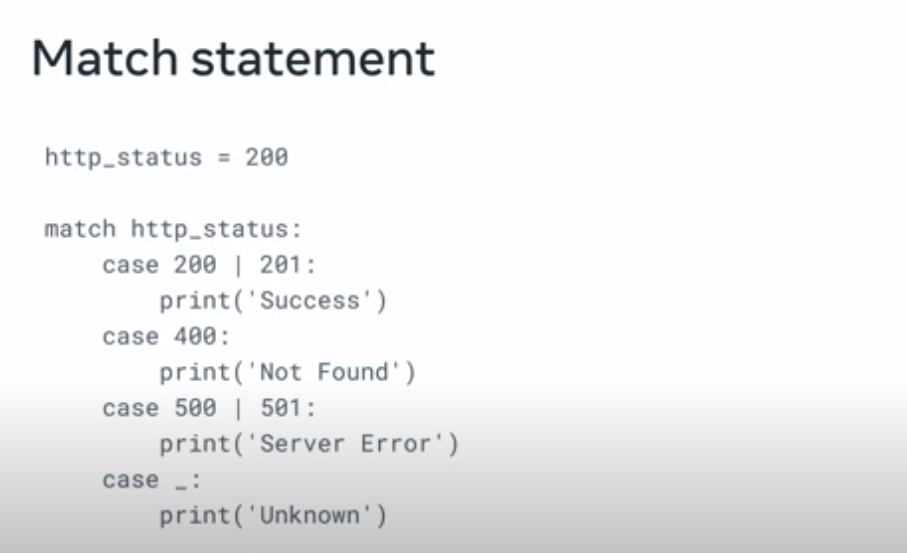 Match statement
http_status = 200
match http_status:
    case 200 | 201:
        print('Success')
    case 400:
        print('Not Found')
    case 500 | 501:
        print('Server Error')
    case _:
        print('Unknown')